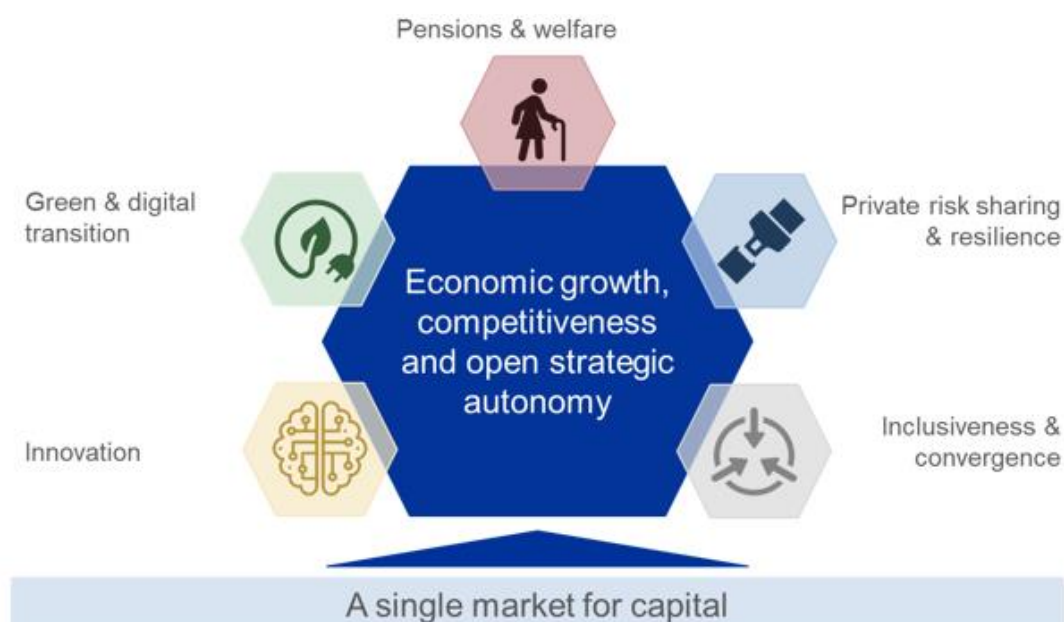 Pensions & welfare
Green & digital
transition
Private risk sharing
& resilience
Economic growth,
competitiveness
and open strategic
autonomy
Innovation
Inclusiveness &
convergence
A single market for capital